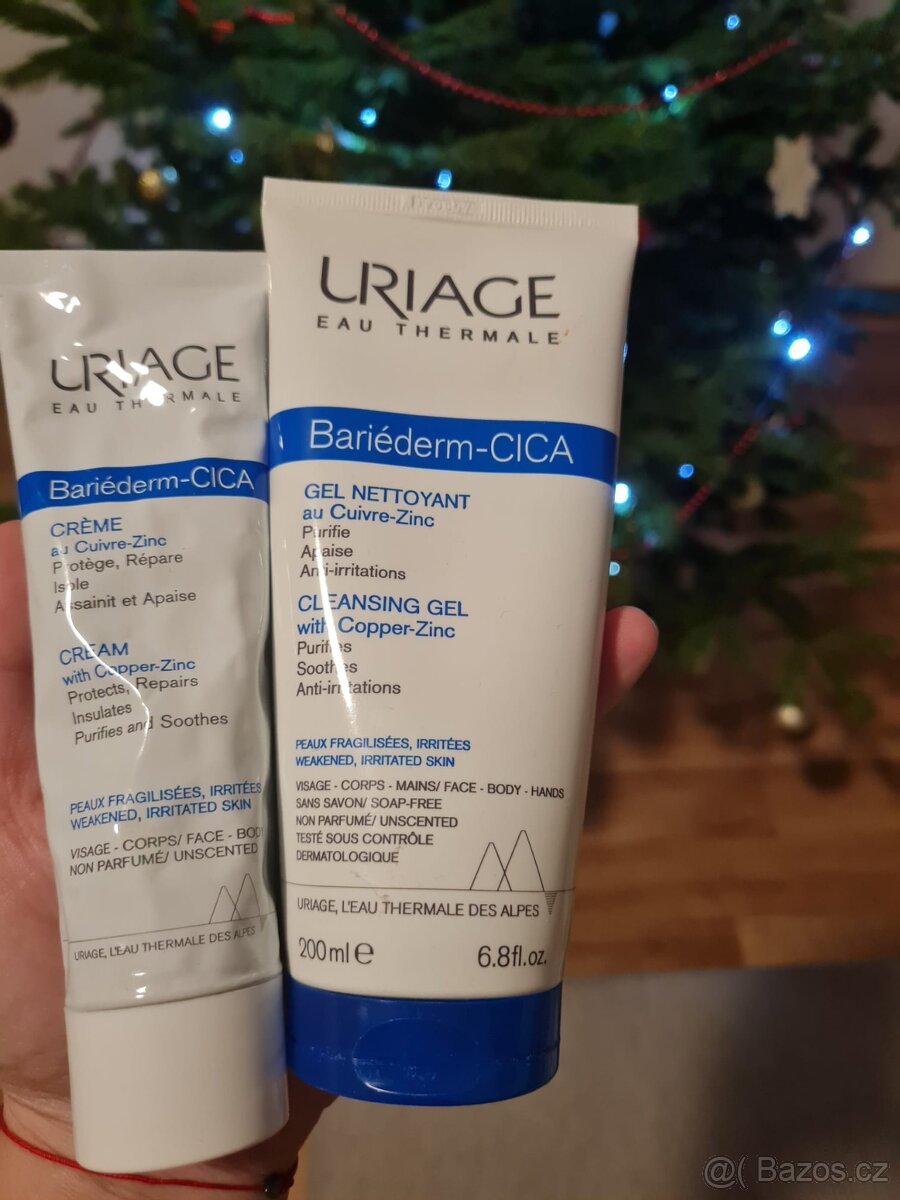 URIAGE
EAU THERMALE
Bariéderm-CICA
CRÈME
au Cuivre-Zinc
Protège, Répare
Isole
Assainit et Apaise
CREAM
with Copper-Zinc
Protects, Repairs
Insulates
Purifies and Soothes
PEAUX FRAGILISÉES, IRRITÉES
WEAKENED, IRRITATED SKIN
VISAGE - CORPS/ FACE - BODY
NON PARFUMÉ/ UNSCENTED
URIAGE, L'EAU THERMALE DES ALPES
URIAGE
EAU THERMALE
Bariéderm-CICA
GEL NETTOYANT
au Cuivre-Zinc
Purifie
Apaise
Anti-irritations
CLEANSING GEL
with Copper-Zinc
Purifies
Soothes
Anti-irritations
PEAUX FRAGILISÉES, IRRITÉES
WEAKENED, IRRITATED SKIN
VISAGE - CORPS - MAINS/ FACE - BODY - HANDS
SANS SAVON/ SOAP-FREE
NON PARFUMÉ/ UNSCENTED
TESTÉ SOUS CONTRÔLE
DERMATOLOGIQUE
URIAGE, L'EAU THERMALE DES ALPES
200ml e 6.8fl.oz.
@( Bazos.cz